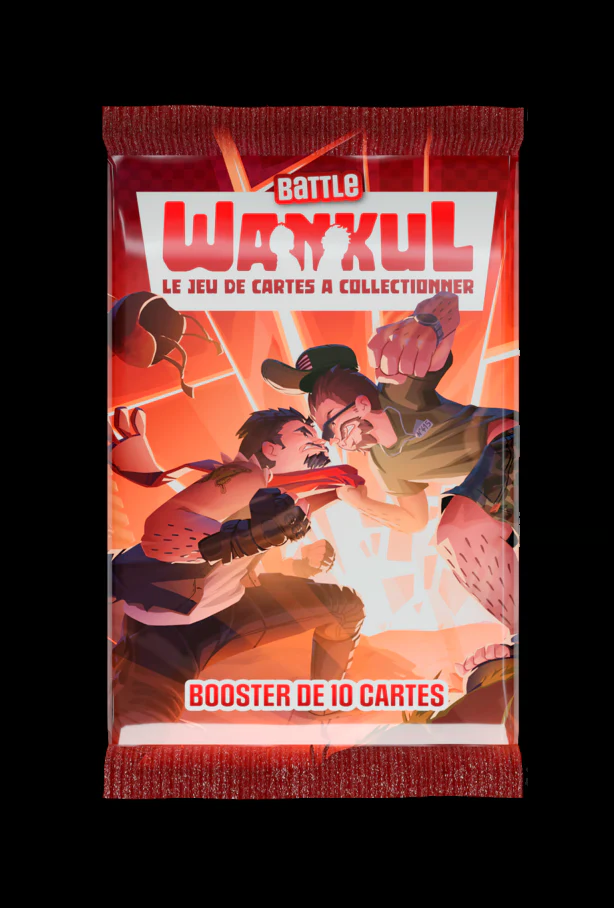 BATTLE
WANKUL
LE JEU DE CARTES A COLLECTIONNER
BOOSTER DE 10 CARTES